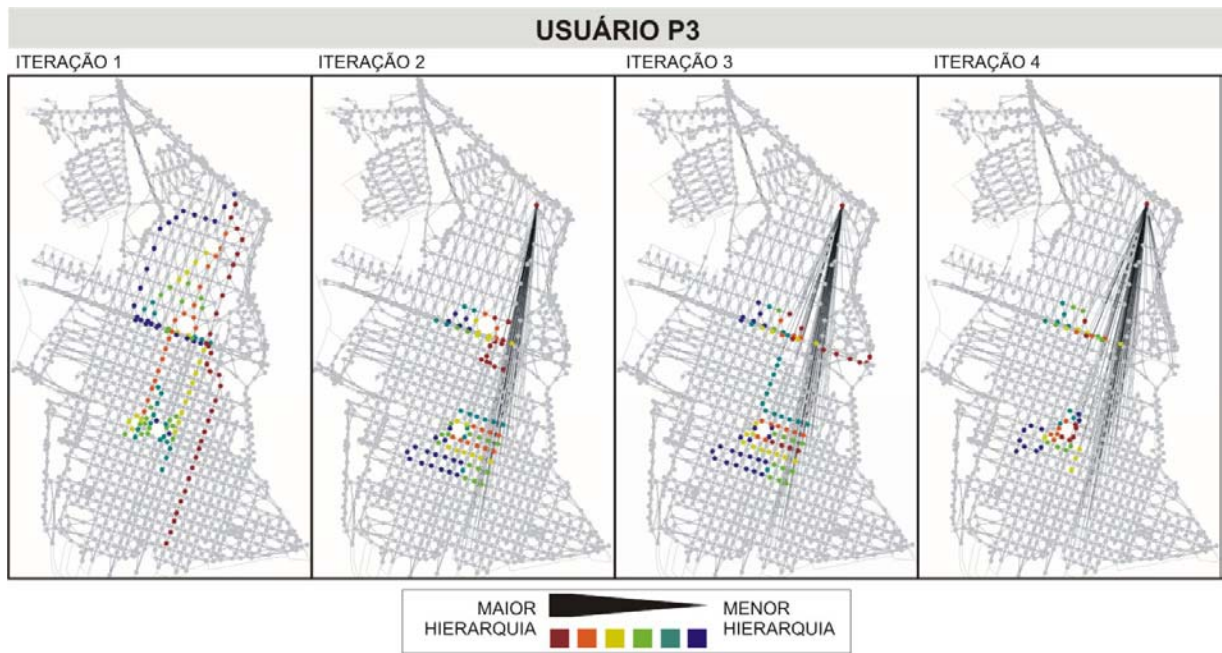 USUÁRIO P3
ITERAÇÃO 1
ITERAÇÃO 2
ITERAÇÃO 3
ITERAÇÃO 4
MAIOR
HIERARQUIA
MENOR
HIERARQUIA